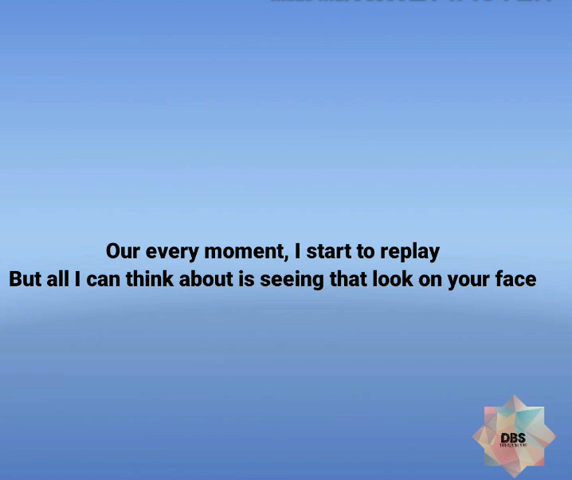 Our every moment, I start to replay
But all I can think about is seeing that look on your face
DBS